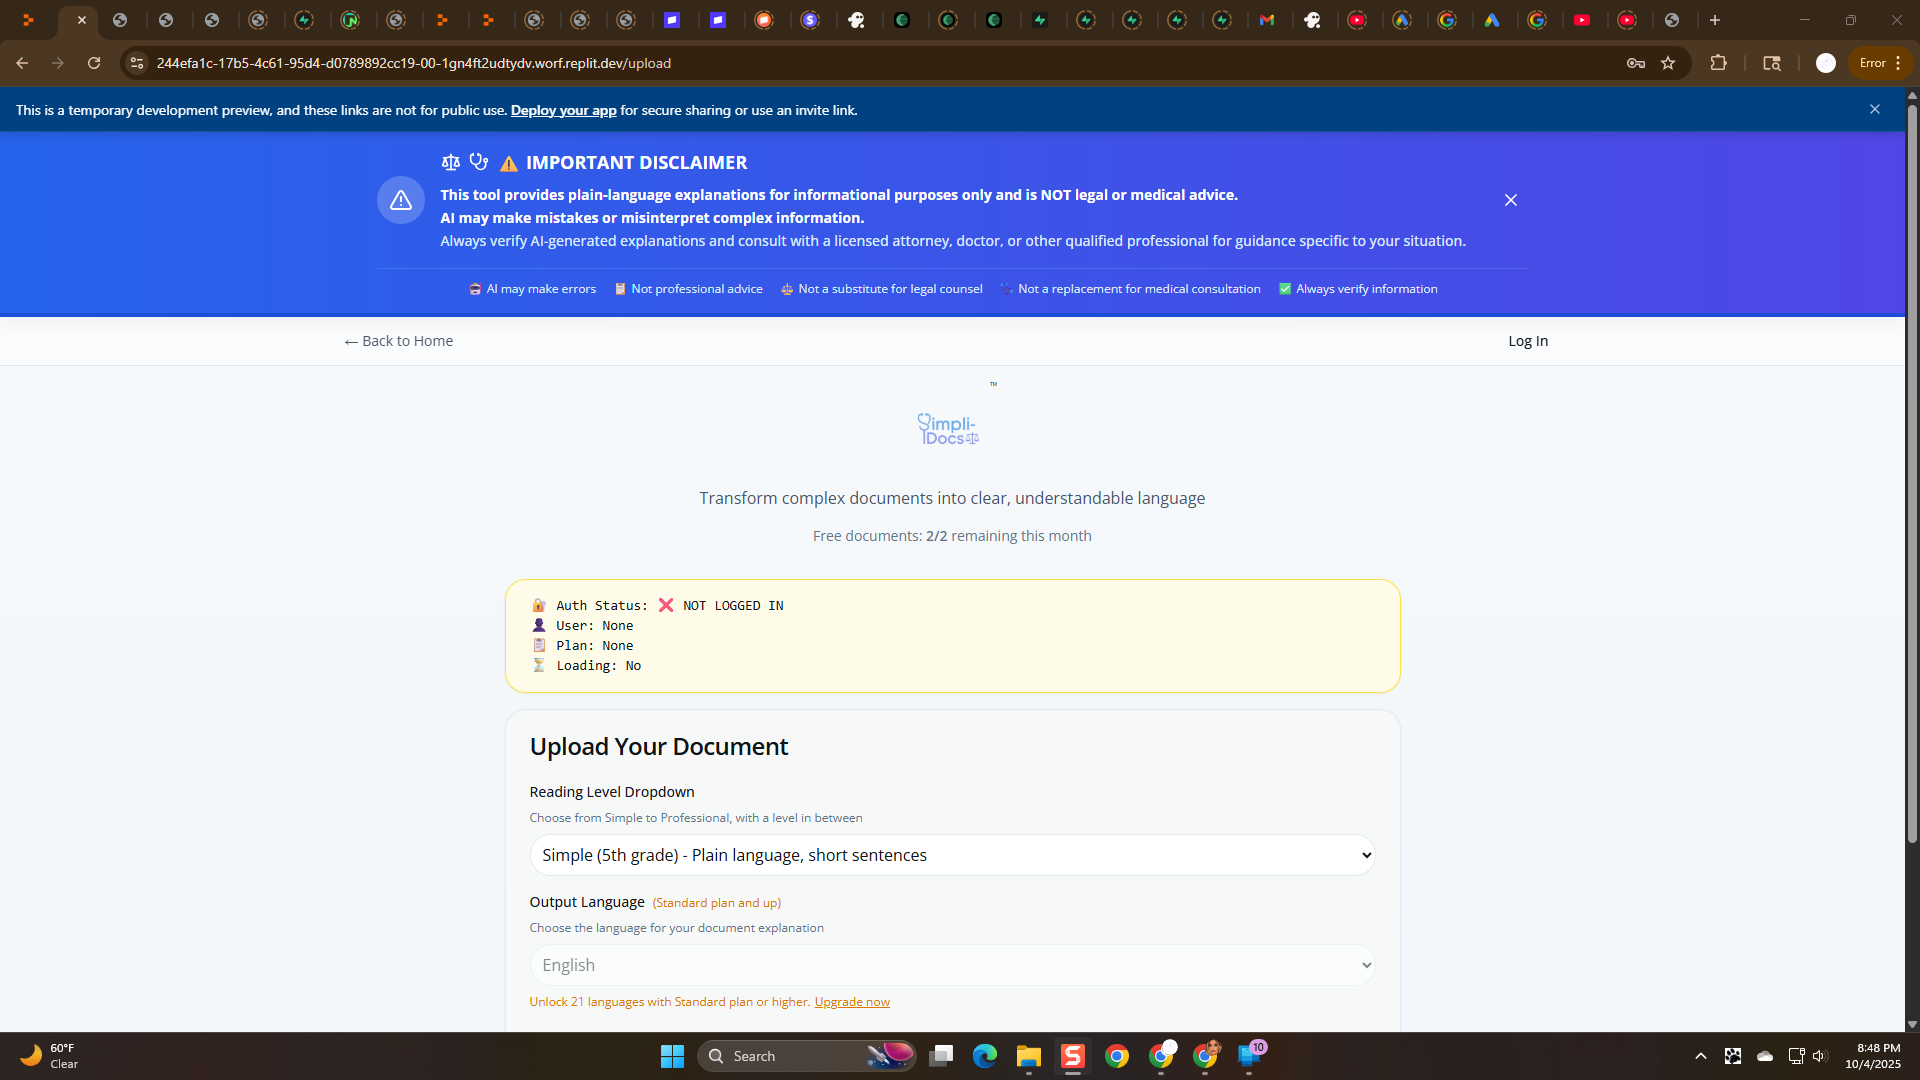 244efa1c-17b5-4c61-95d4-d0789892cc19-00-1gn4ft2udtydv.worf.replit.dev/upload
Error
This is a temporary development preview, and these links are not for public use. Deploy your app for secure sharing or use an invite link.
IMPORTANT DISCLAIMER
This tool provides plain-language explanations for informational purposes only and is NOT legal or medical advice.
AI may make mistakes or misinterpret complex information.
Always verify AI-generated explanations and consult with a licensed attorney, doctor, or other qualified professional for guidance specific to your situation.
AI may make errors Not professional advice Not a substitute for legal counsel Not a replacement for medical consultation Always verify information
← Back to Home Log In
TM
Simpli-
Docs
Transform complex documents into clear, understandable language
Free documents: 2/2 remaining this month
Auth Status: ❌ NOT LOGGED IN
User: None
Plan: None
Loading: No
Upload Your Document
Reading Level Dropdown
Choose from Simple to Professional, with a level in between
Simple (5th grade) - Plain language, short sentences
Output Language (Standard plan and up)
Choose the language for your document explanation
English
Unlock 21 languages with Standard plan or higher. Upgrade now
60°F
Clear
Search
10
8:48 PM
10/4/2025